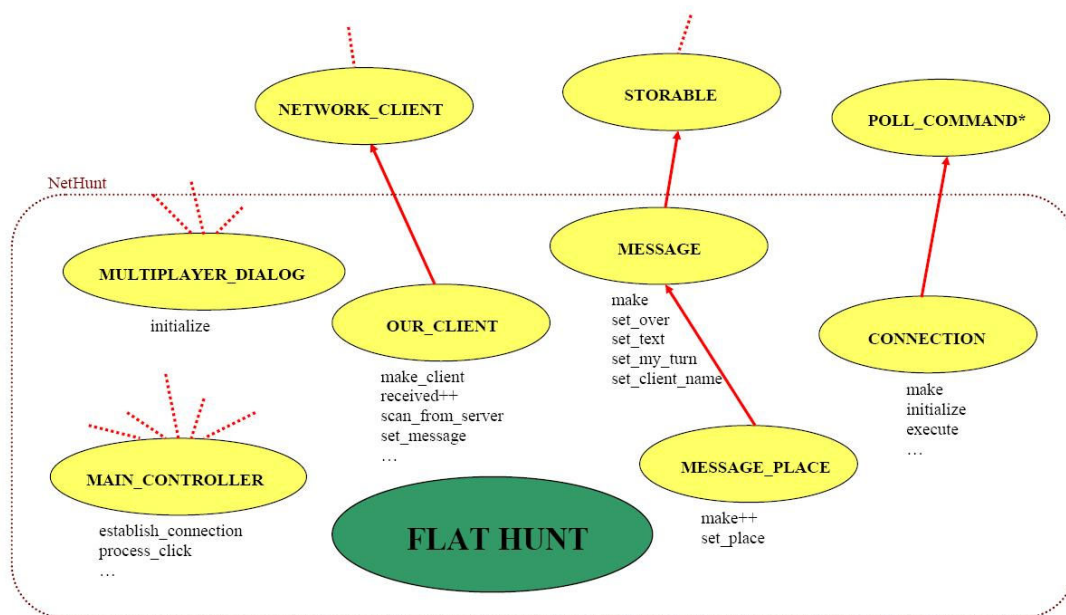 NETWORK_CLIENT
STORABLE
POLL_COMMAND*
NetHunt
MULTIPLAYER_DIALOG
initialize
OUR_CLIENT
make_client
received++
scan_from_server
set_message
…
MESSAGE
make
set_over
set_text
set_my_turn
set_client_name
CONNECTION
make
initialize
execute
…
MAIN_CONTROLLER
establish_connection
process_click
…
FLAT HUNT
MESSAGE_PLACE
make++
set_place